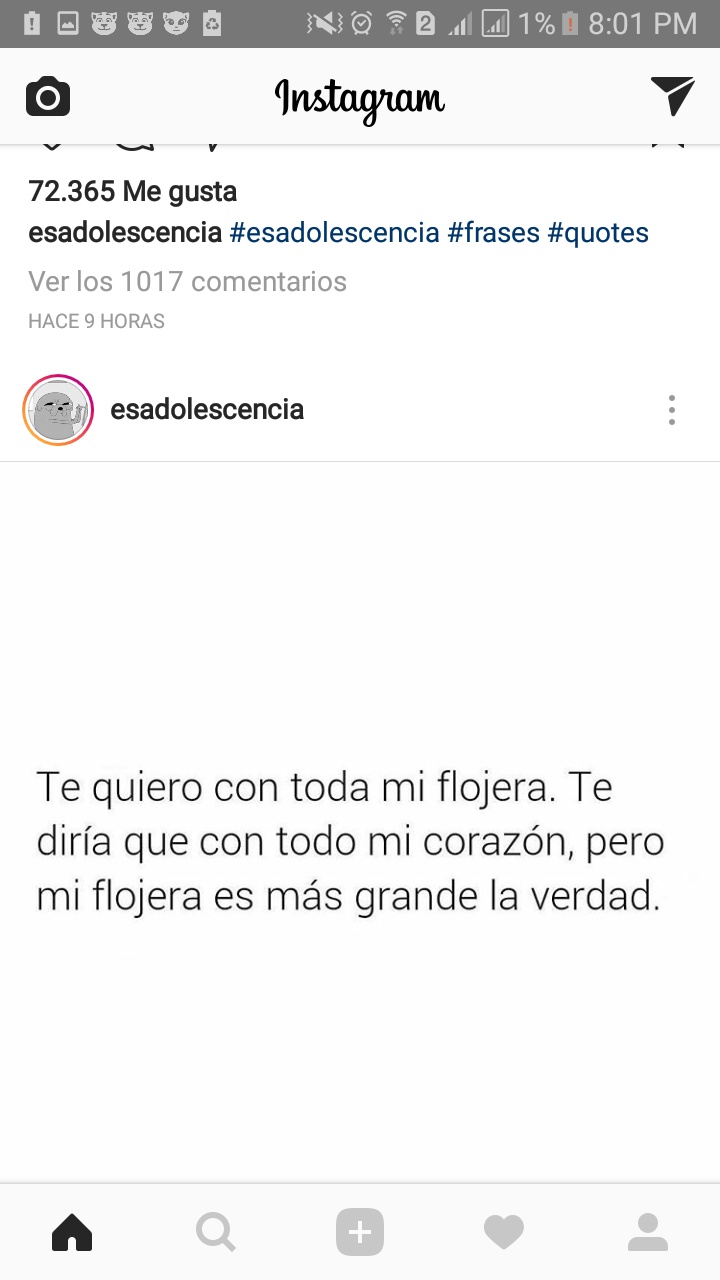 2 1% 8:01 PM
Instagram
72.365 Me gusta
esadolescencia #esadolescencia #frases #quotes
Ver los 1017 comentarios
HACE 9 HORAS
esadolescencia
Te quiero con toda mi flojera. Te
diría que con todo mi corazón, pero
mi flojera es más grande la verdad.